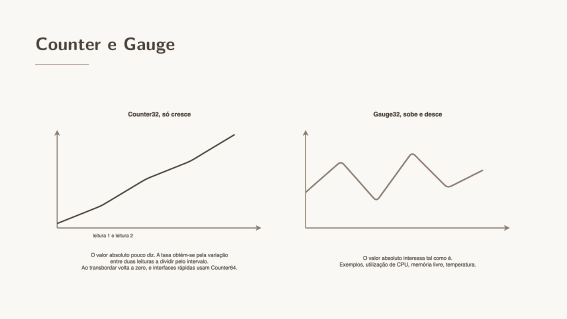 Counter e Gauge
Counter32, só cresce
leitura 1 e leitura 2
O valor absoluto pouco diz. A taxa obtém-se pela variação
entre duas leituras a dividir pelo intervalo.
Ao transbordar volta a zero, e interfaces rápidas usam Counter64.
Gauge32, sobe e desce
O valor absoluto interessa tal como é.
Exemplos, utilização de CPU, memória livre, temperatura.